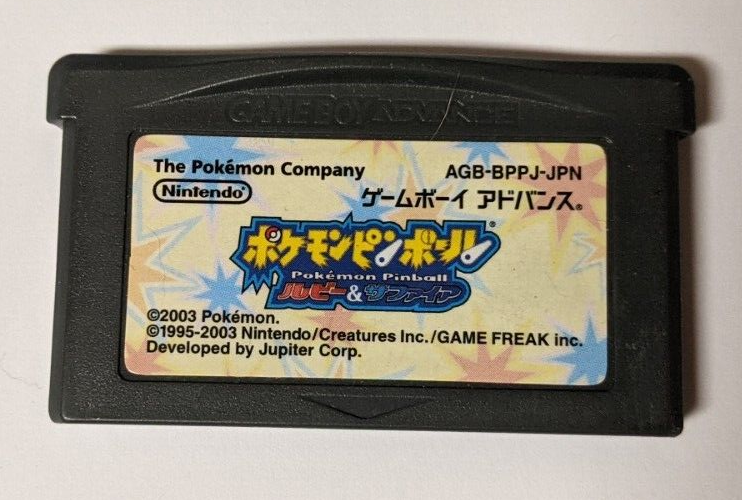 GAME BOY ADVANCE
The Pokémon Company AGB-BPPJ-JPN
Nintendo® ゲームボーイ アドバンス®
ポケモンピンボール®
Pokémon Pinball
ルビー&サファイア
©2003 Pokémon.
©1995-2003 Nintendo/Creatures Inc./GAME FREAK inc.
Developed by Jupiter Corp.